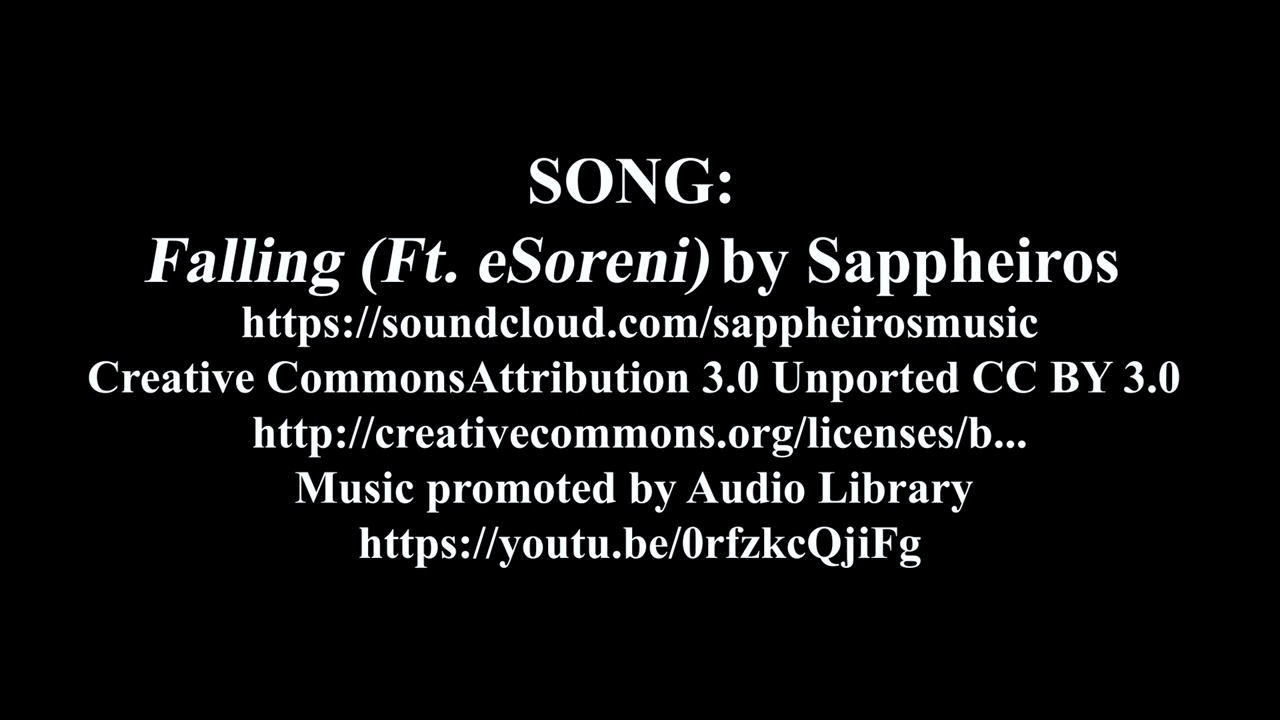 SONG:
Falling (Ft. eSoreni) by Sappheiros
https://soundcloud.com/sappheirosmusic
Creative CommonsAttribution 3.0 Unported CC BY 3.0
http://creativecommons.org/licenses/b...
Music promoted by Audio Library
https://youtu.be/0rfzkcQjiFg